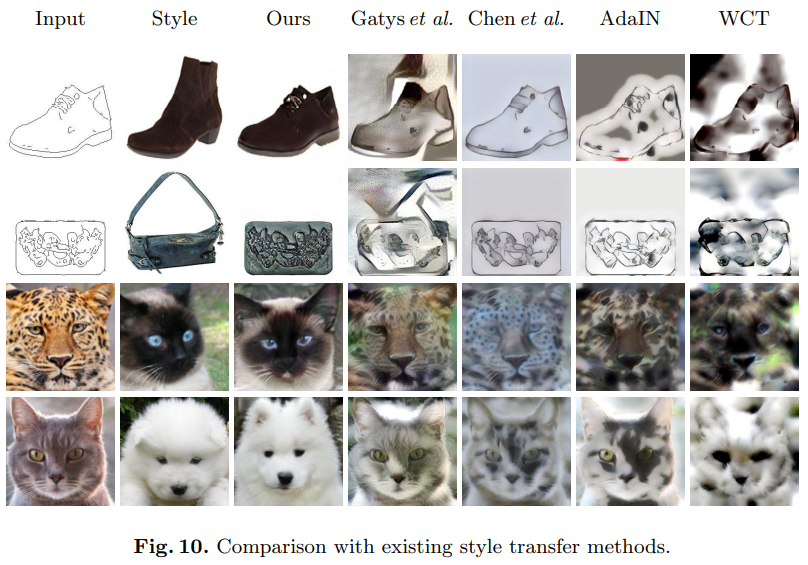 Input Style Ours Gatys et al. Chen et al. AdaIN WCT
Fig. 10. Comparison with existing style transfer methods.